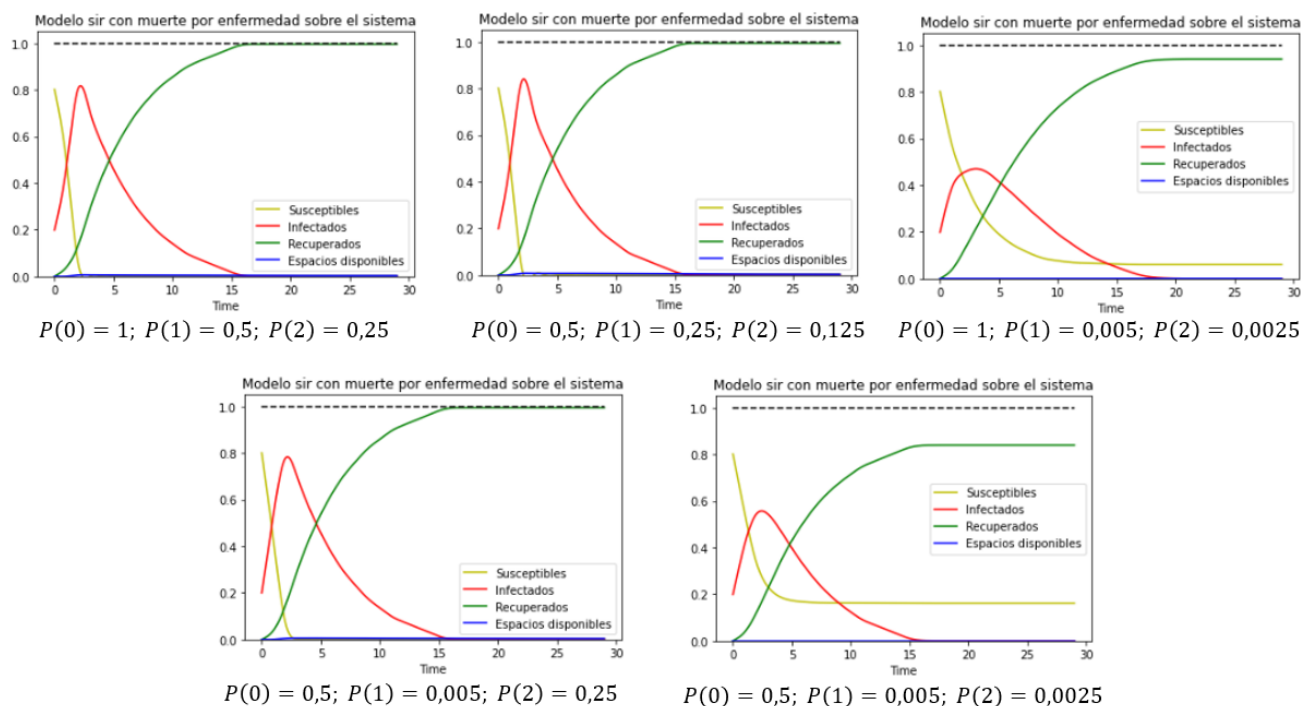 Modelo sir con muerte por enfermedad sobre el sistema
1.0
0.8
0.6
0.4
0.2
0.0
0 5 10 15 20 25 30
Time
Susceptibles
Infectados
Recuperados
Espacios disponibles
P(0) = 1; P(1) = 0,5; P(2) = 0,25
Modelo sir con muerte por enfermedad sobre el sistema
1.0
0.8
0.6
0.4
0.2
0.0
0 5 10 15 20 25 30
Time
Susceptibles
Infectados
Recuperados
Espacios disponibles
P(0) = 0,5; P(1) = 0,25; P(2) = 0,125
Modelo sir con muerte por enfermedad sobre el sistema
1.0
0.8
0.6
0.4
0.2
0.0
0 5 10 15 20 25 30
Time
Susceptibles
Infectados
Recuperados
Espacios disponibles
P(0) = 1; P(1) = 0,005; P(2) = 0,0025
Modelo sir con muerte por enfermedad sobre el sistema
1.0
0.8
0.6
0.4
0.2
0.0
0 5 10 15 20 25 30
Time
Susceptibles
Infectados
Recuperados
Espacios disponibles
P(0) = 0,5; P(1) = 0,005; P(2) = 0,25
Modelo sir con muerte por enfermedad sobre el sistema
1.0
0.8
0.6
0.4
0.2
0.0
0 5 10 15 20 25 30
Time
Susceptibles
Infectados
Recuperados
Espacios disponibles
P(0) = 0,5; P(1) = 0,005; P(2) = 0,0025